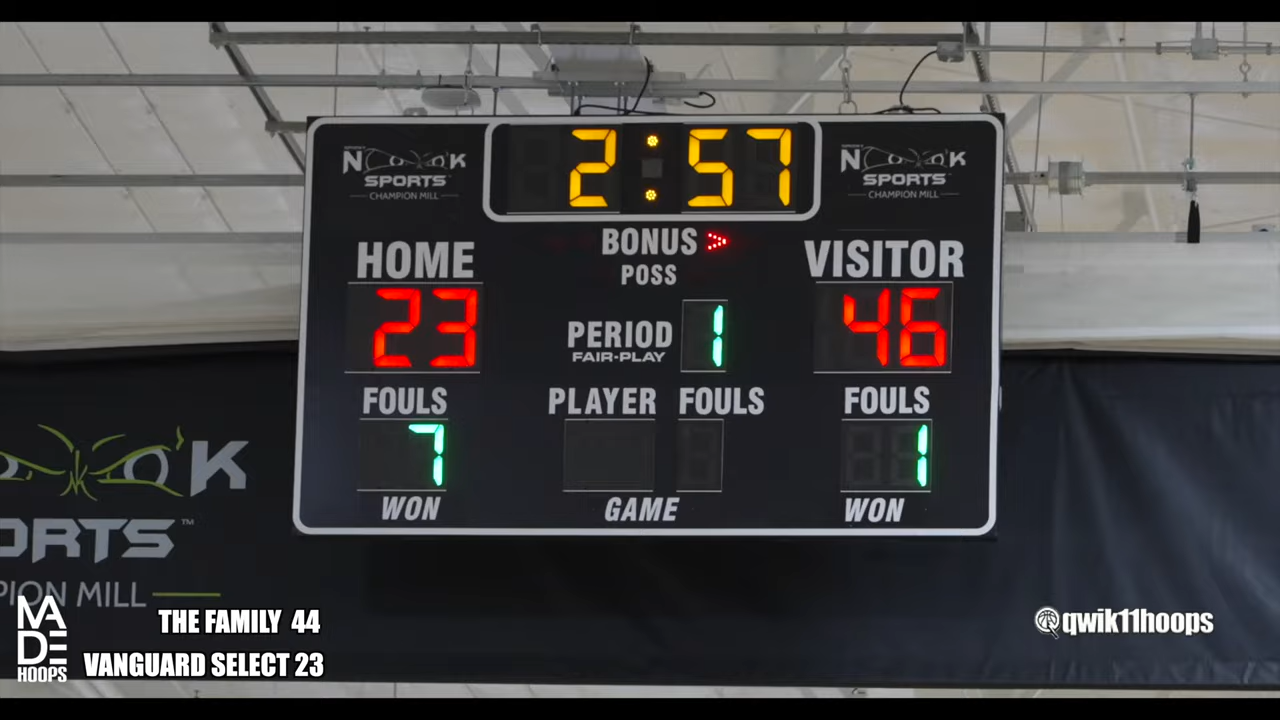 2:57
NOOK
SPORTS
CHAMPION MILL
NOOK
SPORTS
CHAMPION MILL
BONUS
POSS
HOME
VISITOR
23
46
PERIOD 1
FAIR-PLAY
FOULS
PLAYER FOULS
FOULS
7
1
WON
GAME
WON
OK
ORTS™
PION MILL
MADE
HOOPS
THE FAMILY 44
VANGUARD SELECT 23
@qwik11hoops